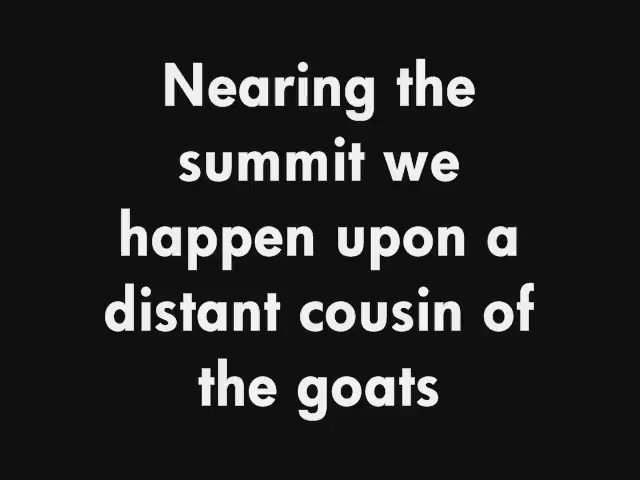 Nearing the
summit we
happen upon a
distant cousin of
the goats